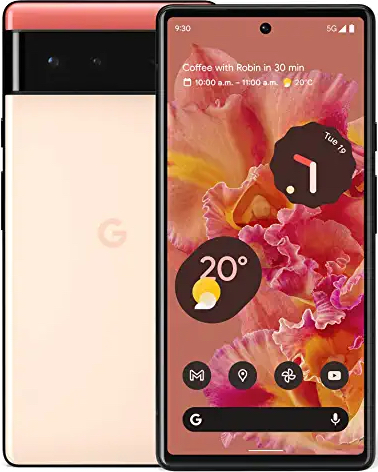 9:30
5G
Coffee with Robin in 30 min
10:00 a.m. – 11:00 a.m. 20°C
Tue 19
20°
G
G